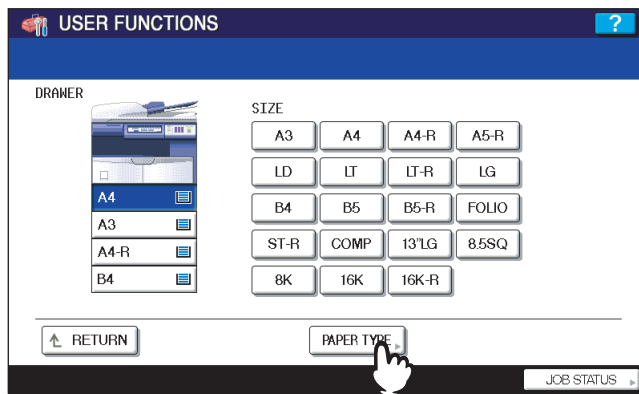 USER FUNCTIONS
?
DRAWER
SIZE
A3 A4 A4-R A5-R
LD LT LT-R LG
A4
B4 B5 B5-R FOLIO
A3
ST-R COMP 13"LG 8.5SQ
A4-R
B4
8K 16K 16K-R
RETURN
PAPER TYPE
JOB STATUS